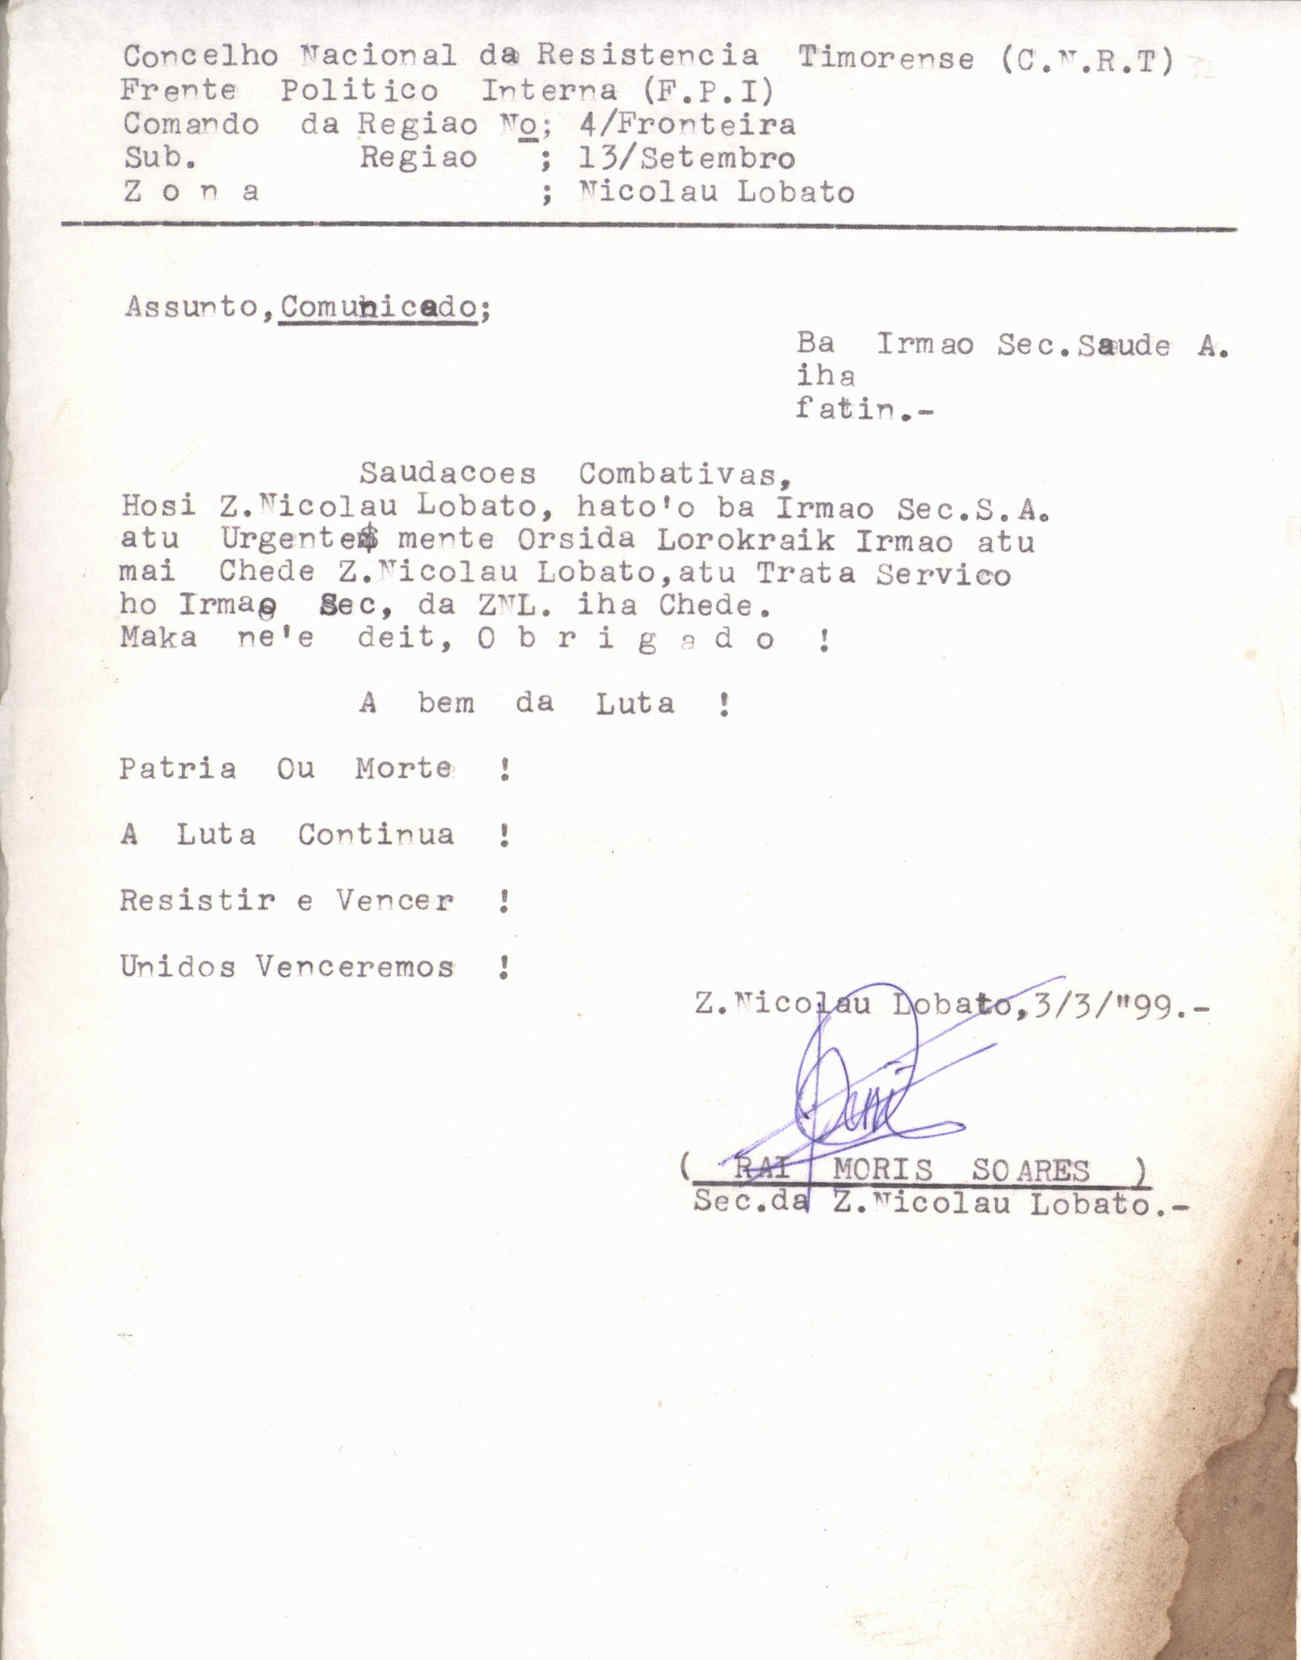 Concelho Nacional da Resistencia Timorense (C.N.R.T)
Frente Politico Interna (F.P.I)
Comando da Regiao No; 4/Fronteira
Sub. Regiao ; 13/Setembro
Z o n a ; Nicolau Lobato
Assunto,Comunicado;
Ba Irmao Sec.Saude A.
iha
fatin.-
Saudacoes Combativas,
Hosi Z.Nicolau Lobato, hato'o ba Irmao Sec.S.A.
atu Urgente mente Orsida Lorokraik Irmao atu
mai Chede Z.Nicolau Lobato,atu Trata Servico
ho Irmao Sec, da ZNL. iha Chede.
Maka ne'e deit, O b r i g a d o !
A bem da Luta !
Patria Ou Morte !
A Luta Continua !
Resistir e Vencer !
Unidos Venceremos !
Z.Nicolau Lobato,3/3/"99.-
( RAI MORIS SOARES )
Sec.da Z.Nicolau Lobato.-